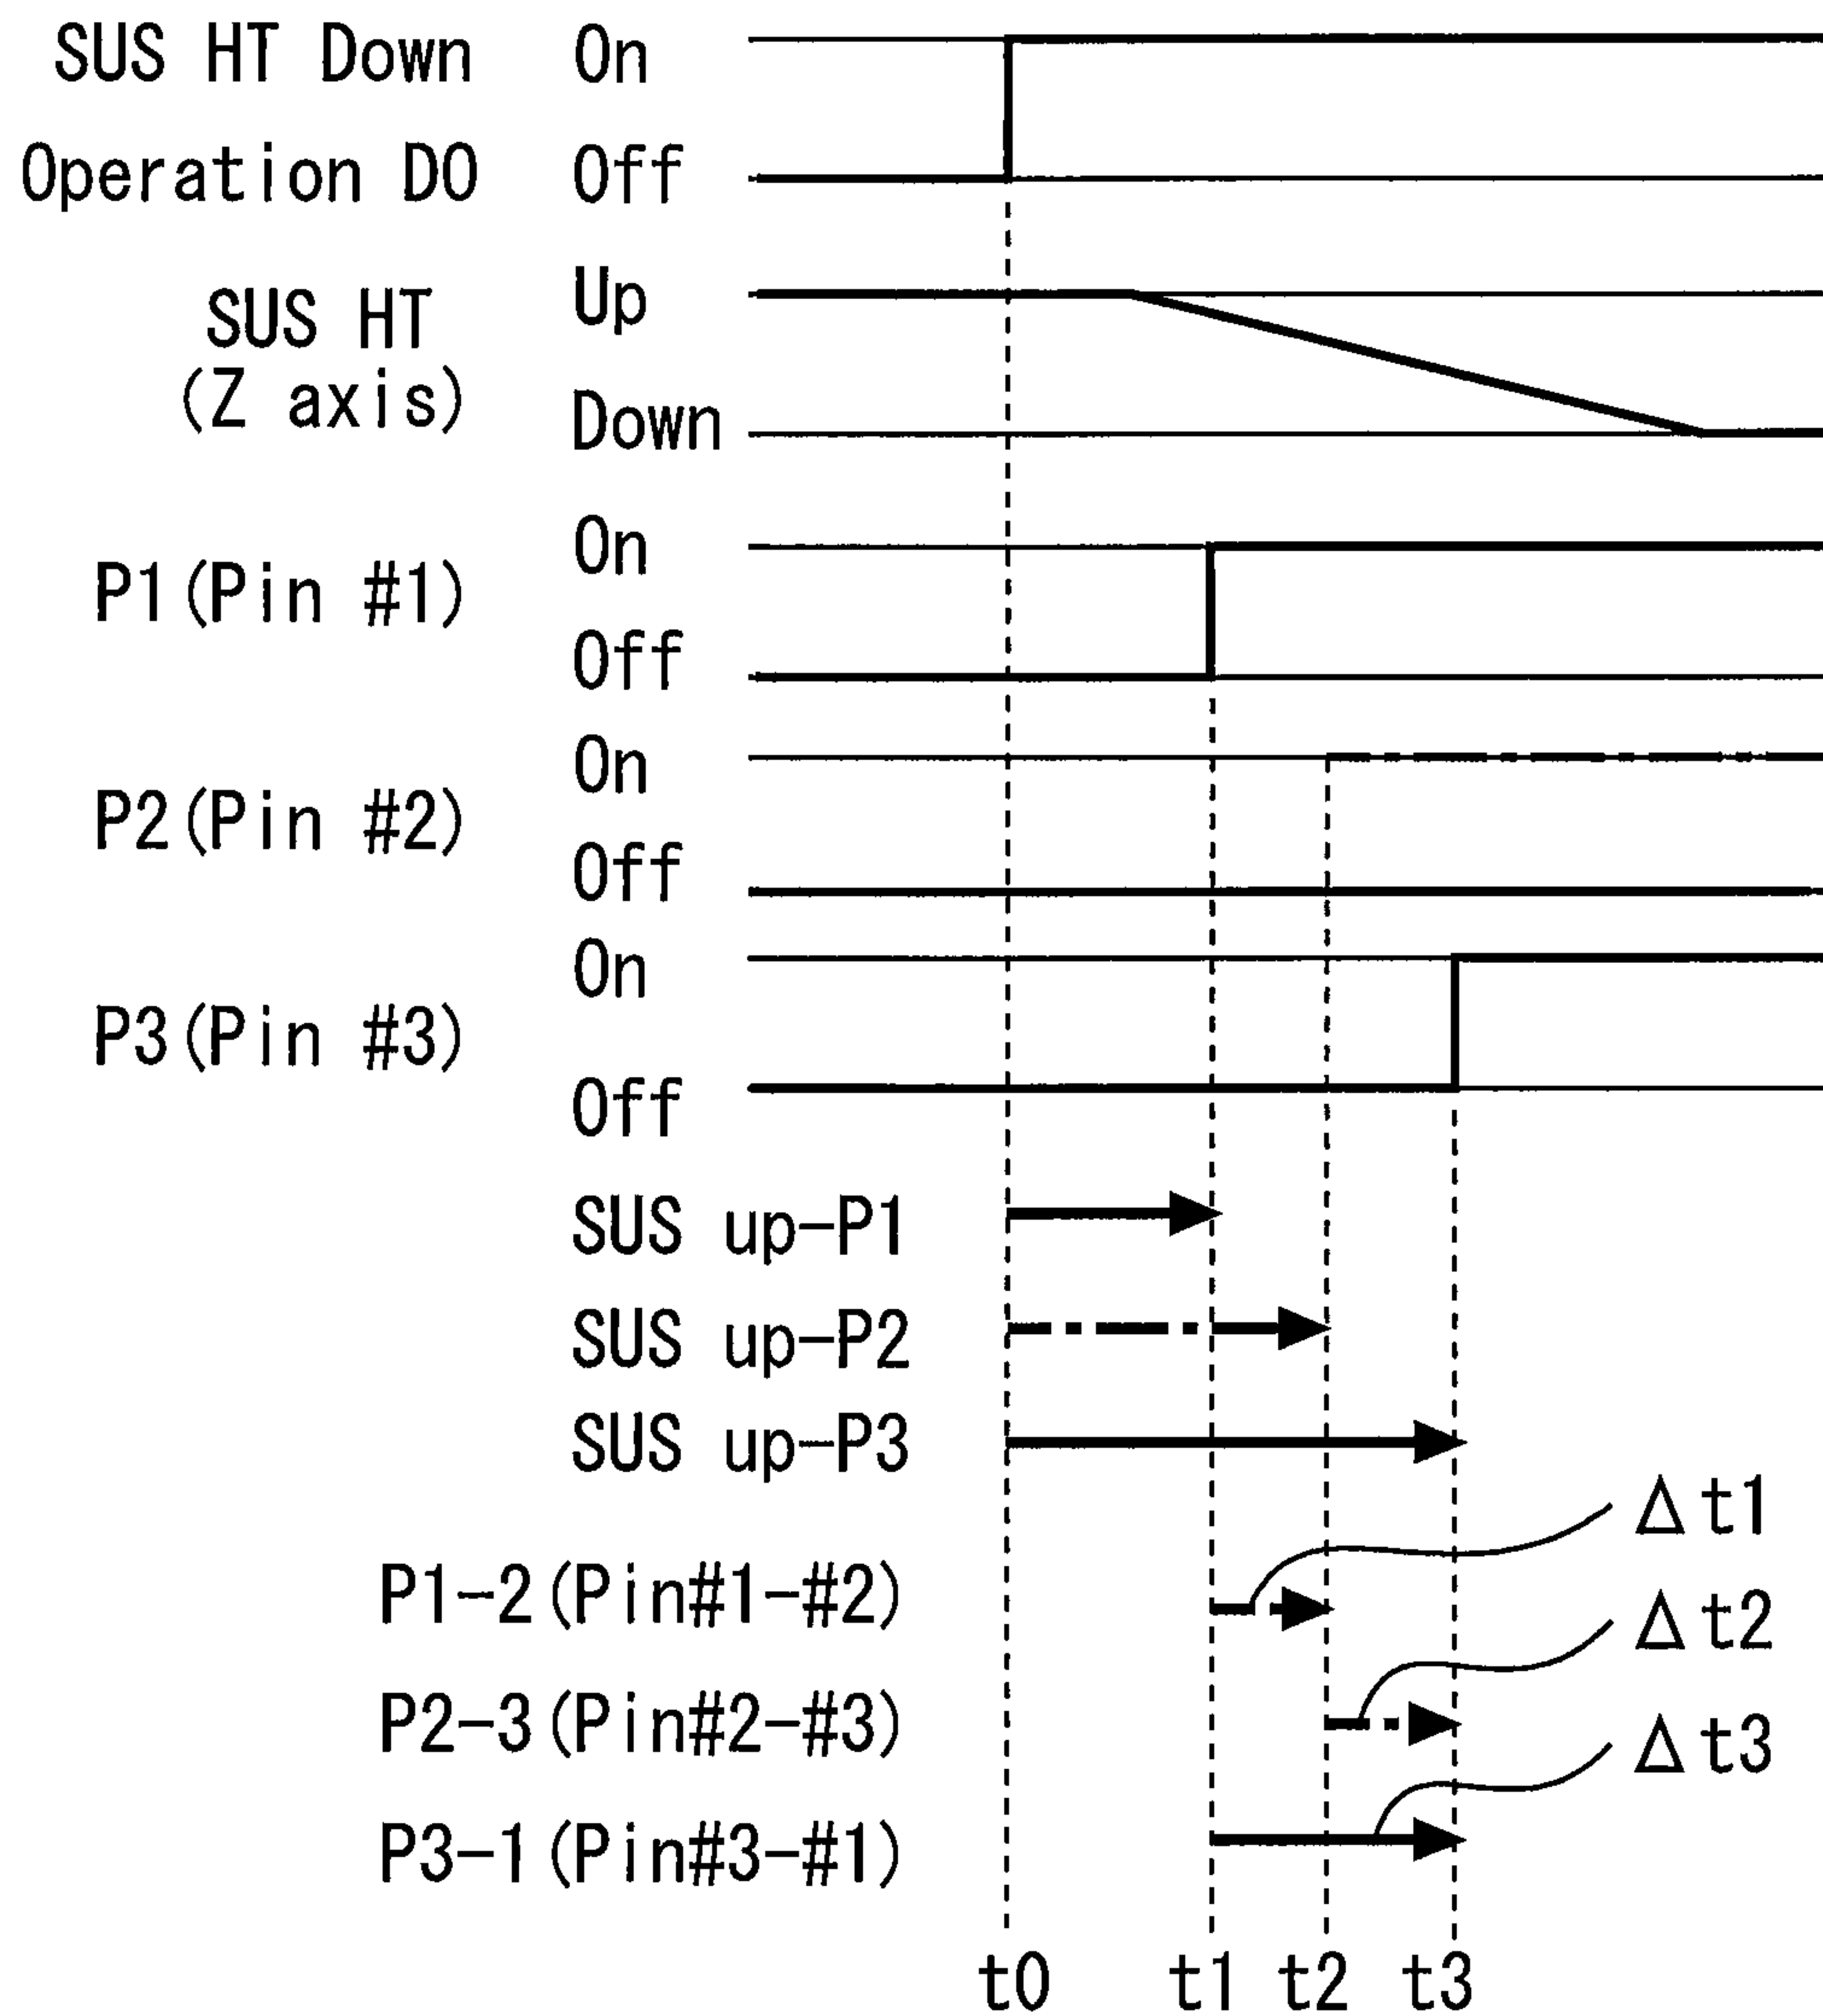 SUS HT Down On
Operation DO Off
SUS HT Up
(Z axis) Down
P1(Pin #1) On
Off
P2(Pin #2) On
Off
P3(Pin #3) On
Off
SUS up-P1
SUS up-P2
SUS up-P3
Δt1
P1-2(Pin#1-#2)
Δt2
P2-3(Pin#2-#3)
Δt3
P3-1(Pin#3-#1)
t0 t1 t2 t3